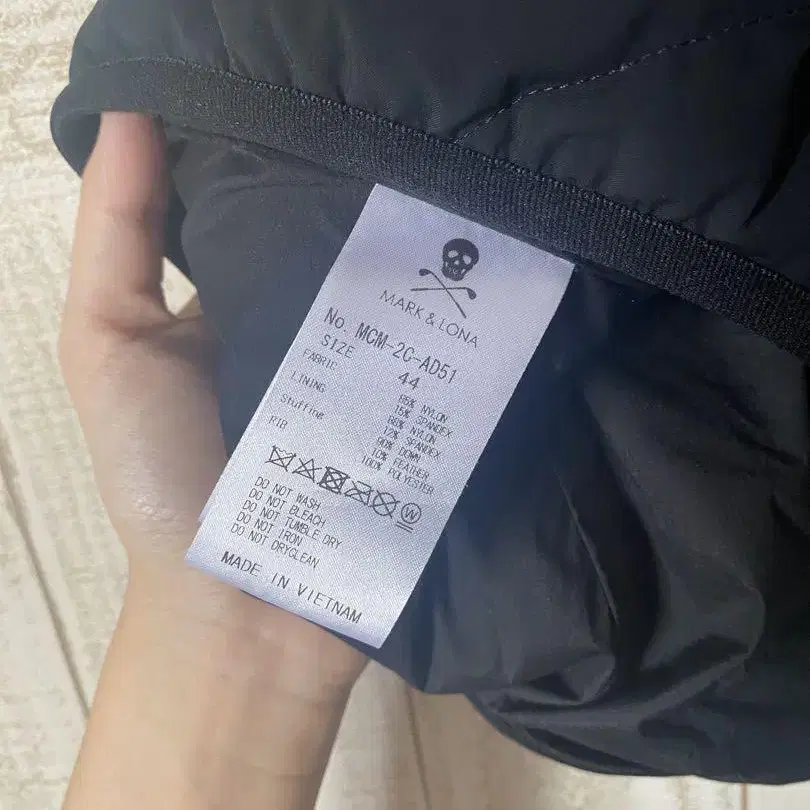 MARK & LONA
No. MCM-2C-AD51
SIZE 44
FABRIC 85% NYLON
15% SPANDEX
LINING 88% NYLON
12% SPANDEX
Stuffing 90% DOWN
10% FEATHER
RIB 100% POLYESTER
W
DO NOT WASH
DO NOT BLEACH
DO NOT TUMBLE DRY
DO NOT IRON
DO NOT DRYCLEAN
MADE IN VIETNAM